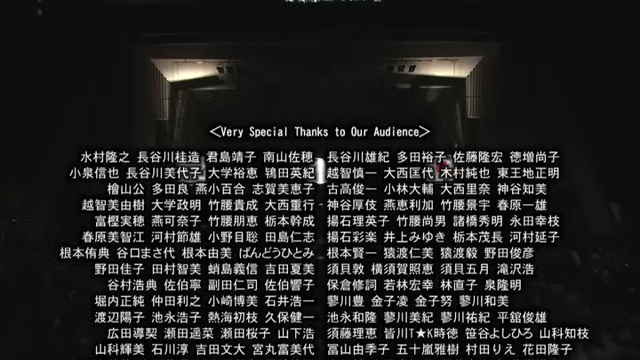 <Very Special Thanks to Our Audience>
水村隆之 長谷川桂造 君島靖子 南山佐穂 長谷川雄紀 多田裕子 佐藤隆宏 徳増尚子
小泉信也 長谷川美代子 大学裕恵 鴇田英紀 越智慎一 大西匡代 木村純也 東王地正明
檜山公 多田良 燕小百合 志賀美恵子 古高俊一 小林大輔 大西里奈 神谷知美
越智美由樹 大学政明 竹腰貴成 大西重行 神谷厚伎 燕恵利加 竹腰景宇 春原一雄
富樫実穂 燕可奈子 竹腰朋恵 栃本幹成 揚石理英子 竹腰尚男 諸橋秀明 永田幸枝
春原美智江 河村節雄 小野目聡 田島仁志 揚石彩楽 井上みゆき 栃本茂長 河村延子
根本侑典 谷口まさ代 根本由美 ばんどうひとみ 根本賢一 猿渡仁美 猿渡毅 野田俊彦
野田佳子 田村智美 蛸島義信 吉田夏美 須貝敦 横須賀照恵 須貝五月 滝沢浩
谷村浩典 佐伯寧 副田仁司 佐伯響子 保倉修詞 若林宏幸 林直子 泉隆明
堀内正純 仲田利之 小崎博美 石井浩一 蓼川豊 金子凌 金子努 蓼川和美
渡辺陽子 池永浩子 熱海初枝 久保健一 池永和隆 蓼川美紀 蓼川祐紀 平舘俊雄
広田導契 瀬田遥菜 瀬田桜子 山下浩 須藤理恵 皆川T★K時徳 笹谷よしひろ 山科知枝
山科輝美 石川淳 吉田文大 宮丸富美代 冨山由季子 五十嵐雅樹 村田りえ 花田隆子